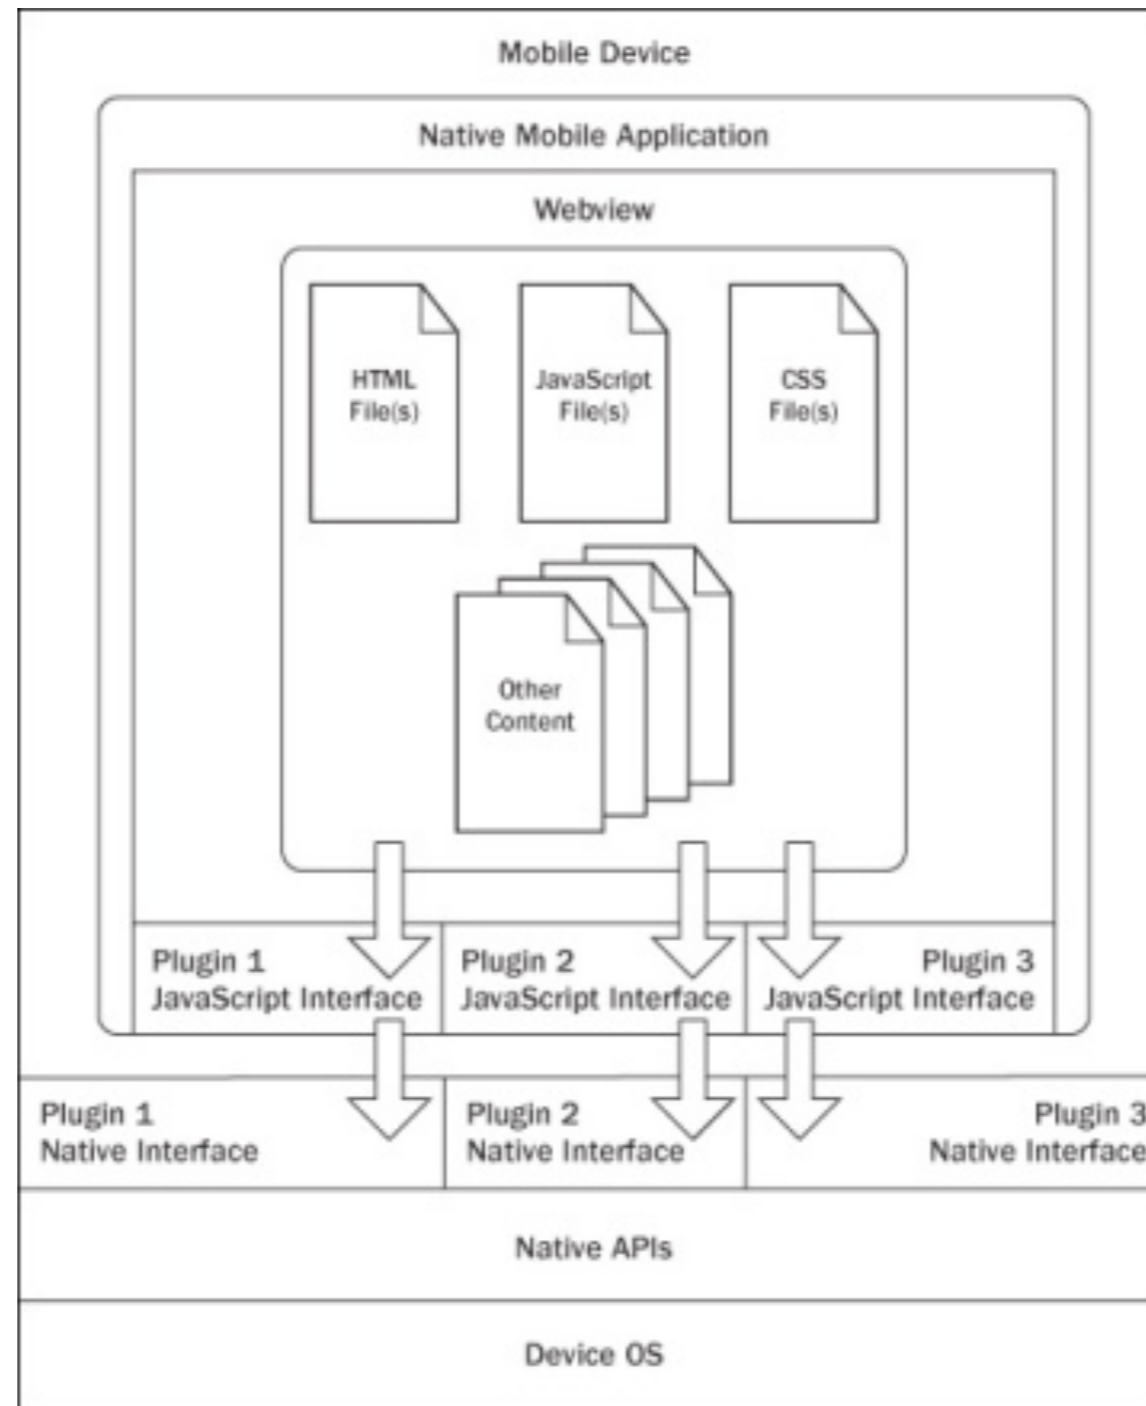 Mobile Device
Native Mobile Application
Webview
HTML
File(s)
JavaScript
File(s)
CSS
File(s)
Other
Content
Plugin 1
JavaScript Interface
Plugin 2
JavaScript Interface
Plugin 3
JavaScript Interface
Plugin 1
Native Interface
Plugin 2
Native Interface
Plugin 3
Native Interface
Native APIs
Device OS